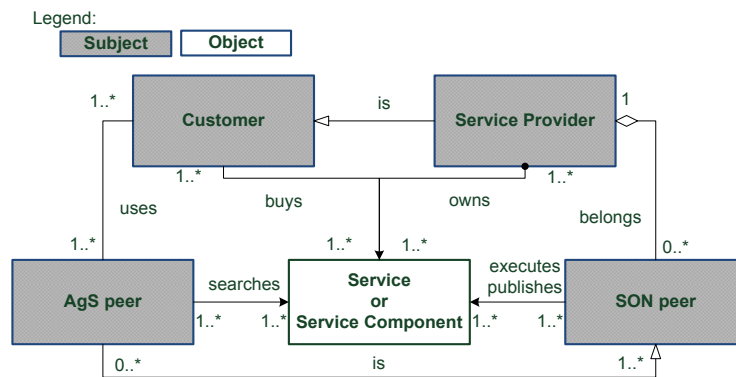 Legend:
Subject
Object
1..*
is
1
Customer
Service Provider
1..*
1..*
uses
buys
owns
belongs
1..*
1..*
1..*
0..*
AgS peer
searches
Service
or
Service Component
executes
publishes
SON peer
1..*
1..*
1..*
1..*
0..*
is
1..*